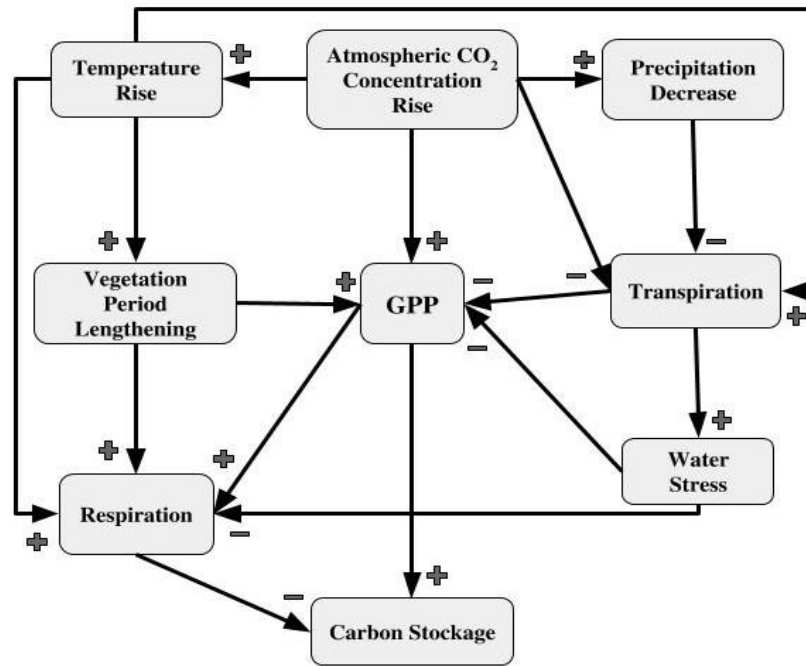 Temperature
Rise
Atmospheric CO₂
Concentration
Rise
Precipitation
Decrease
Vegetation
Period
Lengthening
GPP
Transpiration
Water
Stress
Respiration
Carbon Stockage